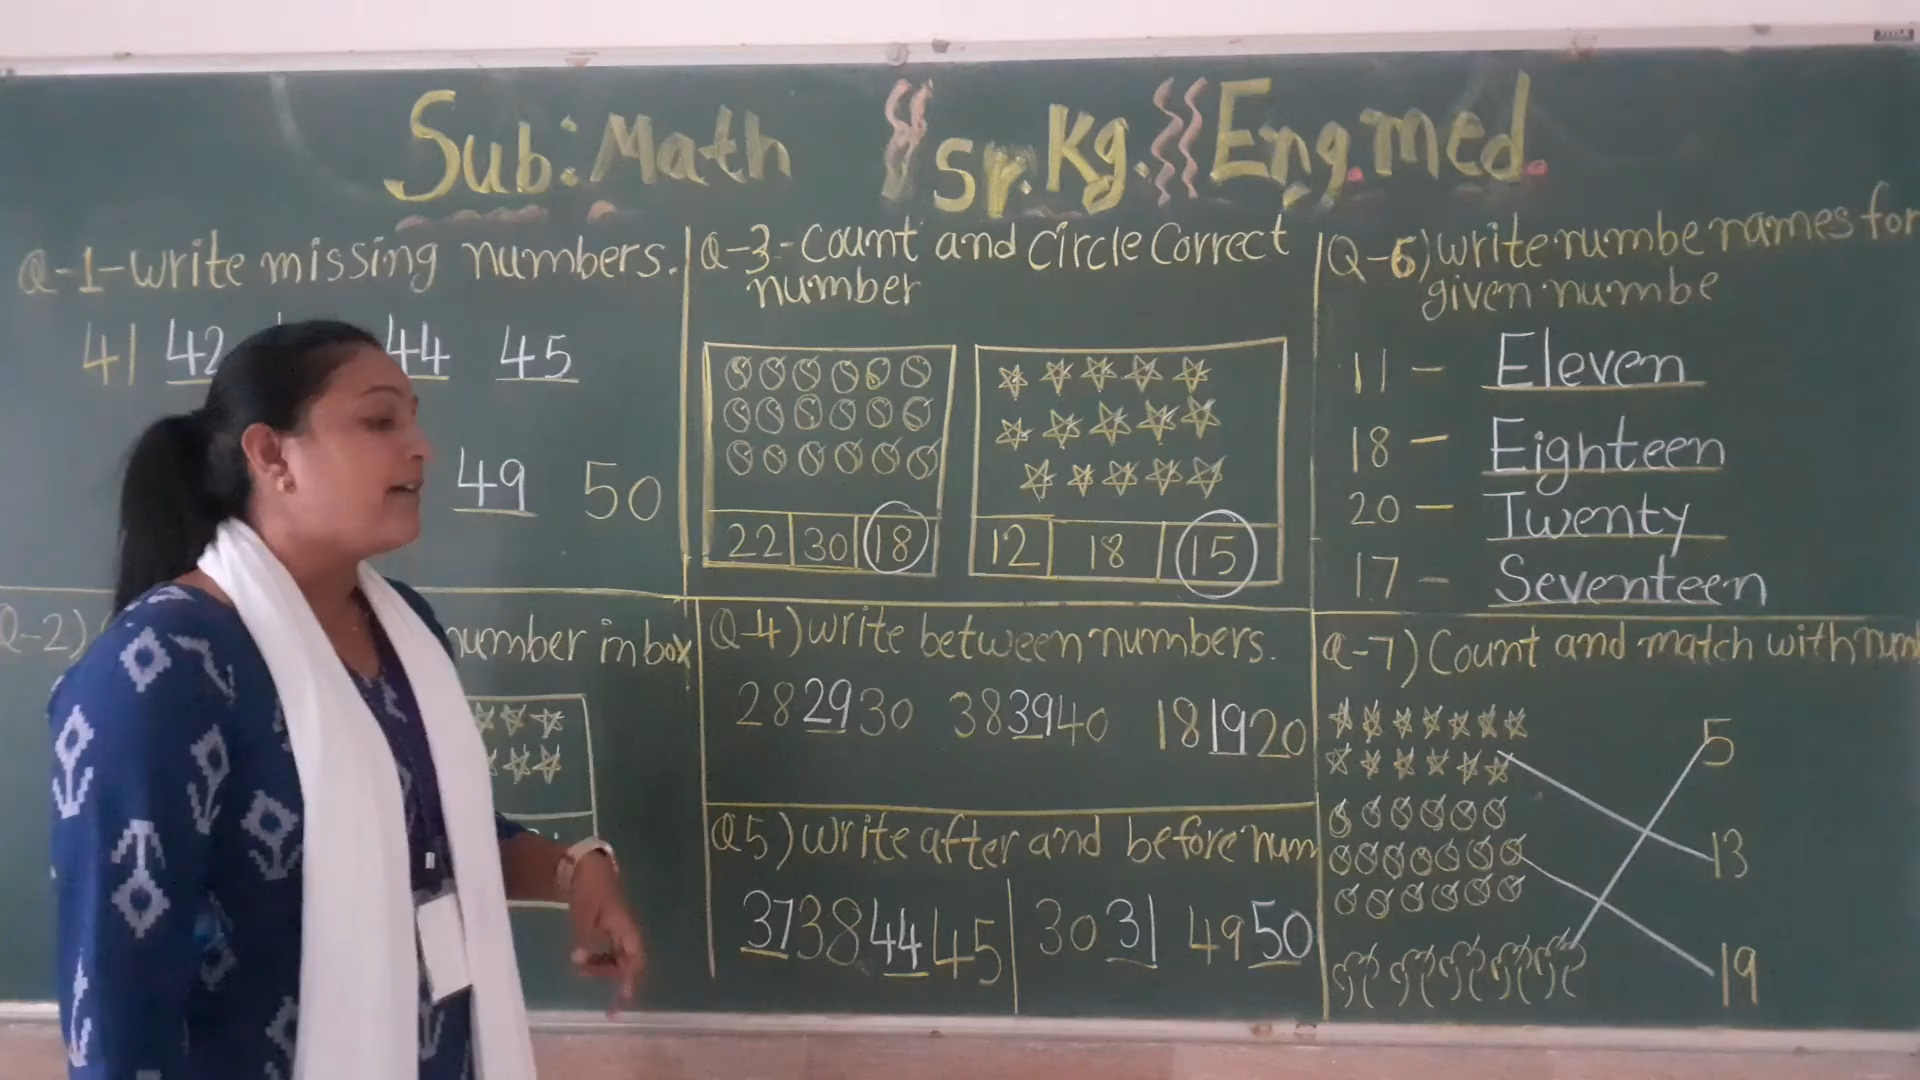 Sub: Math Sr. Kg. Eng. med.
Q-1-write missing numbers.
41 42 44 45
49 50
Q-2)
number in box
Q-3-Count and circle Correct
number
22 30 18
12 18 15
Q-4) write between numbers.
28 29 30 38 39 40 18 19 20
Q5) write after and before num
37 38 44 45 30 31 49 50
Q-6) write numbe names for
given numbe
11 - Eleven
18 - Eighteen
20 - Twenty
17 - Seventeen
Q-7) Count and match with num
5
13
19